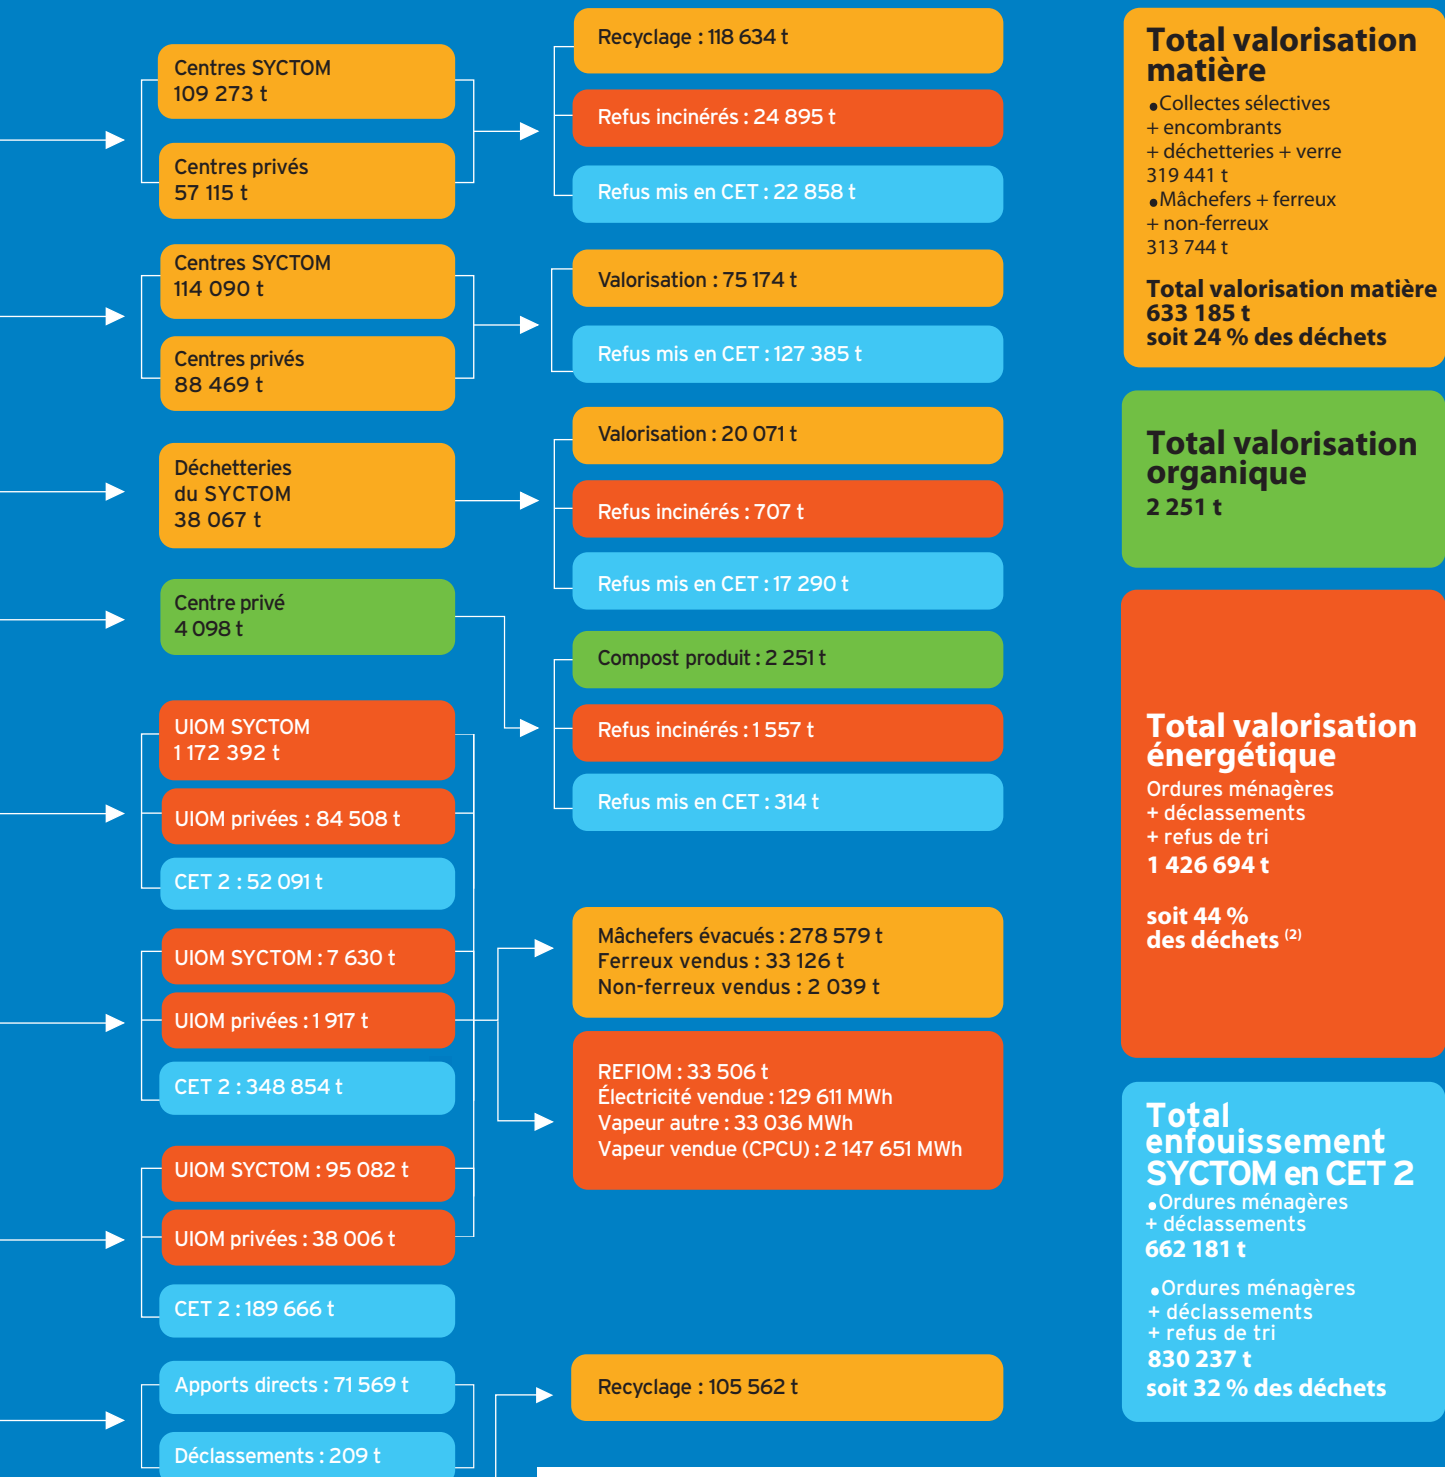 Centres SYCTOM
109 273 t
Centres privés
57 115 t
Recyclage : 118 634 t
Refus incinérés : 24 895 t
Refus mis en CET : 22 858 t
Centres SYCTOM
114 090 t
Centres privés
88 469 t
Valorisation : 75 174 t
Refus mis en CET : 127 385 t
Déchetteries
du SYCTOM
38 067 t
Valorisation : 20 071 t
Refus incinérés : 707 t
Refus mis en CET : 17 290 t
Centre privé
4 098 t
Compost produit : 2 251 t
Refus incinérés : 1 557 t
Refus mis en CET : 314 t
UIOM SYCTOM
1 172 392 t
UIOM privées : 84 508 t
CET 2 : 52 091 t
UIOM SYCTOM : 7 630 t
UIOM privées : 1 917 t
CET 2 : 348 854 t
UIOM SYCTOM : 95 082 t
UIOM privées : 38 006 t
CET 2 : 189 666 t
Mâchefers évacués : 278 579 t
Ferreux vendus : 33 126 t
Non-ferreux vendus : 2 039 t
REFIOM : 33 506 t
Électricité vendue : 129 611 MWh
Vapeur autre : 33 036 MWh
Vapeur vendue (CPCU) : 2 147 651 MWh
Apports directs : 71 569 t
Déclassements : 209 t
Recyclage : 105 562 t
Total valorisation
matière
•Collectes sélectives
+ encombrants
+ déchetteries + verre
319 441 t
•Mâchefers + ferreux
+ non-ferreux
313 744 t
Total valorisation matière
633 185 t
soit 24 % des déchets
Total valorisation
organique
2 251 t
Total valorisation
énergétique
Ordures ménagères
+ déclassements
+ refus de tri
1 426 694 t
soit 44 %
des déchets (2)
Total
enfouissement
SYCTOM en CET 2
•Ordures ménagères
+ déclassements
662 181 t
•Ordures ménagères
+ déclassements
+ refus de tri
830 237 t
soit 32 % des déchets